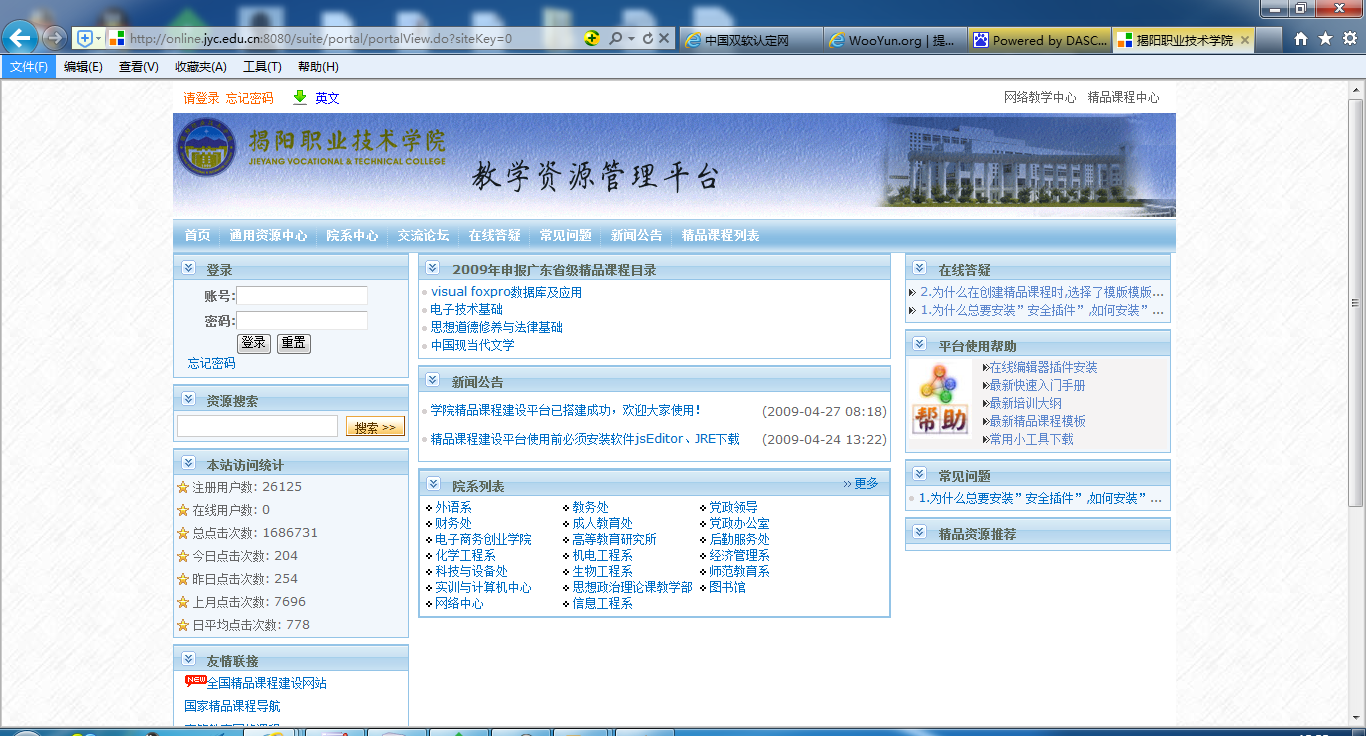 http://online.jyc.edu.cn:8080/suite/portal/portalView.do?siteKey=0
中国双软认定网
WooYun.org | 提...
Powered by DASC...
揭阳职业技术学院
文件(F) 编辑(E) 查看(V) 收藏夹(A) 工具(T) 帮助(H)
请登录 忘记密码 英文
网络教学中心 精品课程中心
揭阳职业技术学院
JIEYANG VOCATIONAL & TECHNICAL COLLEGE
教学资源管理平台
首页 通用资源中心 院系中心 交流论坛 在线答疑 常见问题 新闻公告 精品课程列表
登录
账号:
密码:
登录 重置
忘记密码
资源搜索
搜索 >>
本站访问统计
注册用户数: 26125
在线用户数: 0
总点击次数: 1686731
今日点击次数: 204
昨日点击次数: 254
上月点击次数: 7696
日平均点击次数: 778
友情联接
NEW全国精品课程建设网站
国家精品课程导航
2009年申报广东省级精品课程目录
visual foxpro数据库及应用
电子技术基础
思想道德修养与法律基础
中国现当代文学
新闻公告
学院精品课程建设平台已搭建成功，欢迎大家使用！ (2009-04-27 08:18)
精品课程建设平台使用前必须安装软件jsEditor、JRE下载 (2009-04-24 13:22)
院系列表 ›› 更多
外语系 教务处 党政领导
财务处 成人教育处 党政办公室
电子商务创业学院 高等教育研究所 后勤服务处
化学工程系 机电工程系 经济管理系
科技与设备处 生物工程系 师范教育系
实训与计算机中心 思想政治理论课教学部 图书馆
网络中心 信息工程系
在线答疑
2.为什么在创建精品课程时,选择了模版模版...
1.为什么总要安装”安全插件”,如何安装” ...
平台使用帮助
帮助
在线编辑器插件安装
最新快速入门手册
最新培训大纲
最新精品课程模板
常用小工具下载
常见问题
1.为什么总要安装”安全插件”,如何安装” ...
精品资源推荐